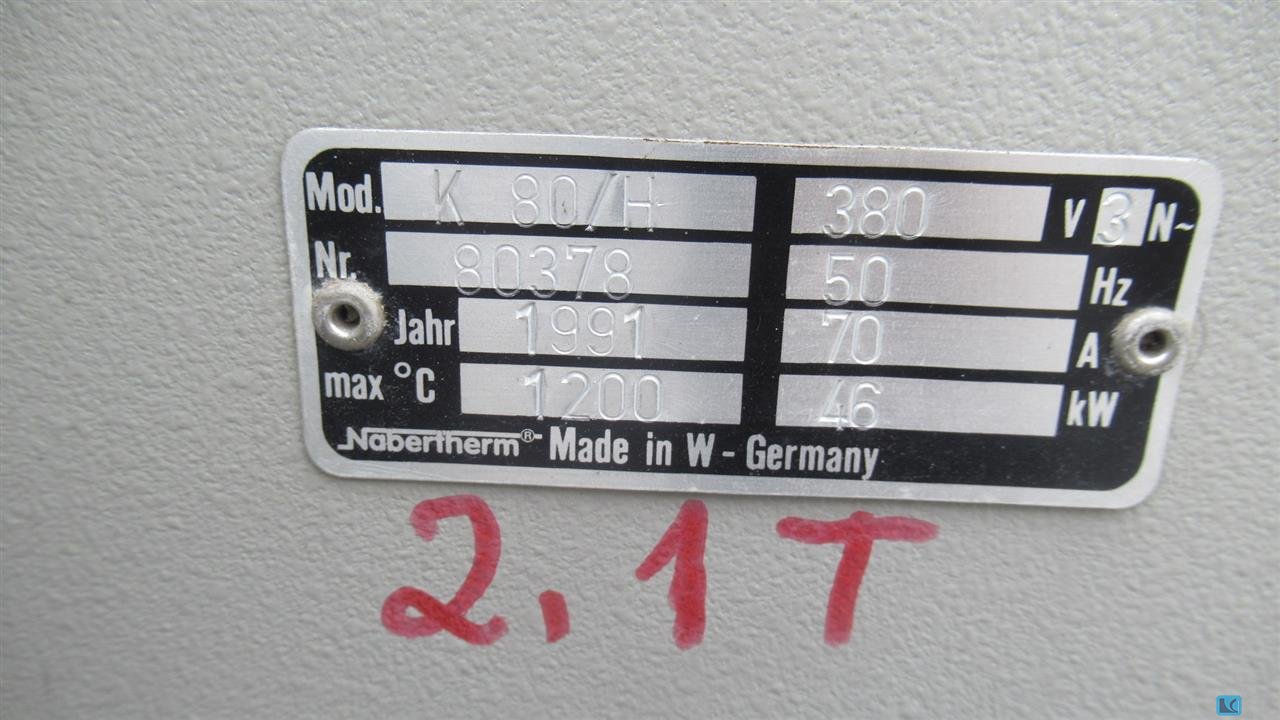 Mod. K 80/H 380 V 3 N~
Nr. 80378 50 Hz
Jahr 1991 70 A
max °C 1200 46 kW
Nabertherm® Made in W - Germany
2,1T